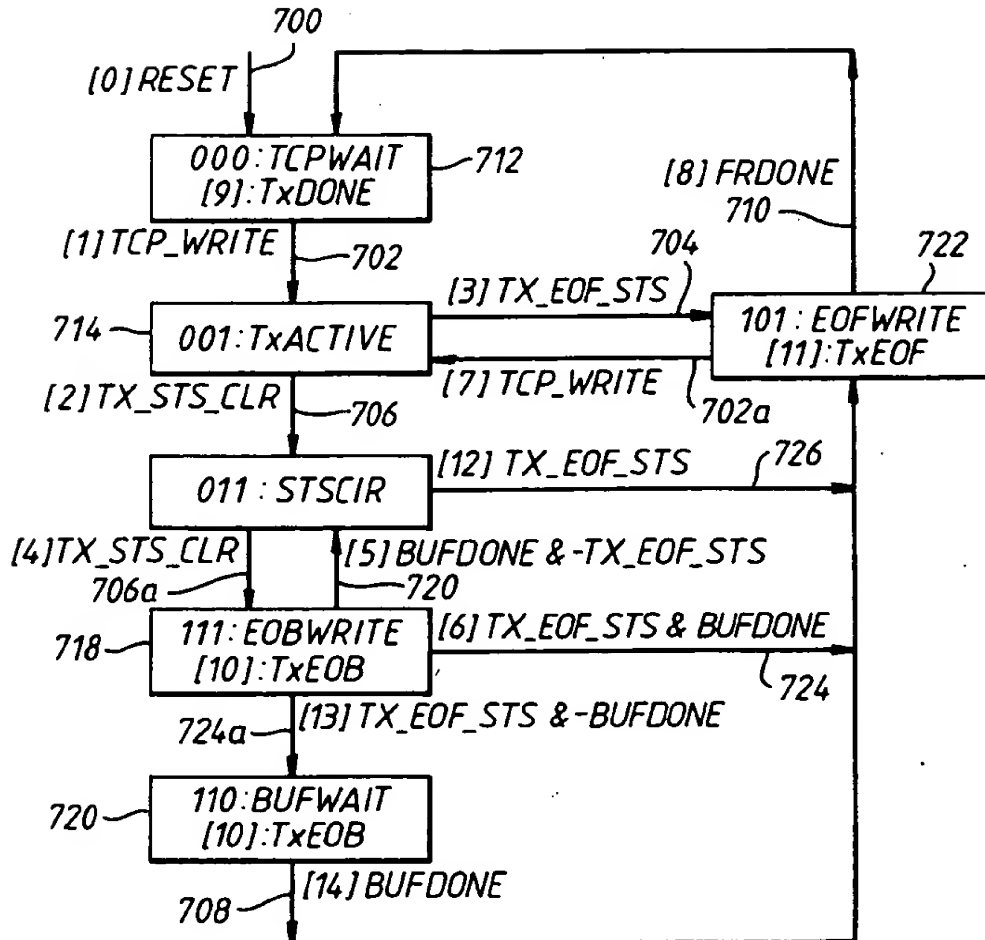 700
[0] RESET
000:TCPWAIT
[9]:TxDONE
712
[8] FRDONE
710
[1] TCP_WRITE
702
704
722
[3] TX_EOF_STS
714
001:TxACTIVE
101: EOFWRITE
[11]:TxEOF
[7] TCP_WRITE
702a
[2] TX_STS_CLR
706
[12] TX_EOF_STS
726
011 : STSCIR
[4] TX_STS_CLR
706a
[5] BUFDONE & -TX_EOF_STS
720
718
111:EOBWRITE
[10]:TxEOB
[6] TX_EOF_STS & BUFDONE
724
[13] TX_EOF_STS & -BUFDONE
724a
720
110:BUFWAIT
[10]:TxEOB
708
[14] BUFDONE